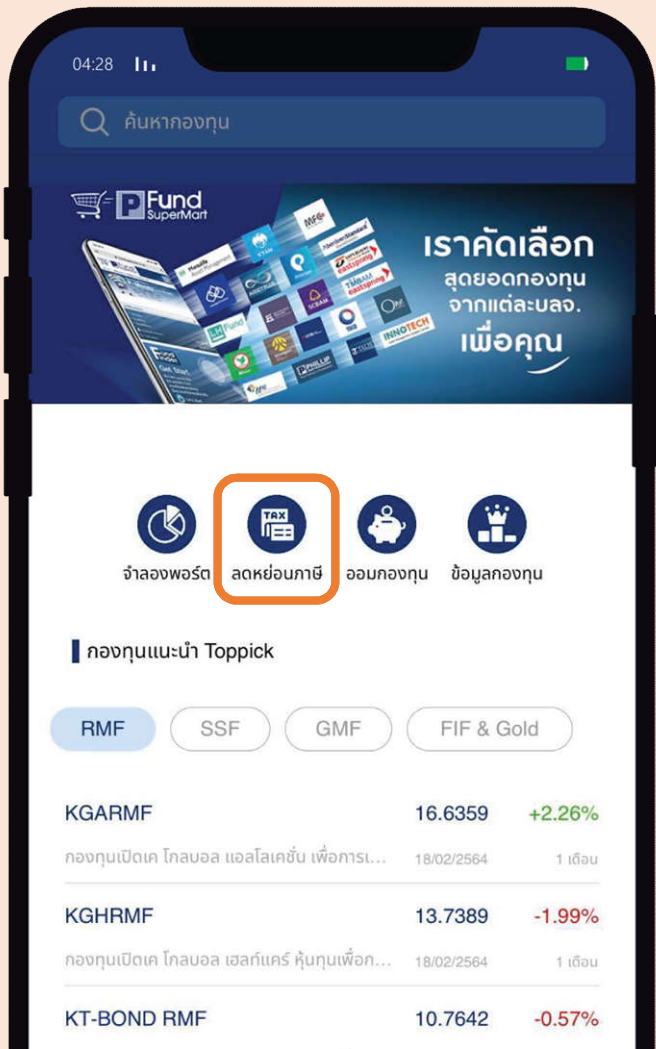 04:28
ค้นหากองทุน
P Fund
SuperMart
เราคัดเลือก
สุดยอดกองทุน
จากแต่ละบลจ.
เพื่อคุณ
MFC
KTAM
SCBAM
eastspring
TMBAM
eastspring
LH Fund
INNOTECH
PHILLIP
TAX
จำลองพอร์ต
ลดหย่อนภาษี
ออมกองทุน
ข้อมูลกองทุน
กองทุนแนะนำ Toppick
RMF SSF GMF FIF & Gold
KGARMF 16.6359 +2.26%
กองทุนเปิดเค โกลบอล แอลโลเคชั่น เพื่อการเ... 18/02/2564 1 เดือน
KGHRMF 13.7389 -1.99%
กองทุนเปิดเค โกลบอล เฮลท์แคร์ หุ้นทุนเพื่อก... 18/02/2564 1 เดือน
KT-BOND RMF 10.7642 -0.57%